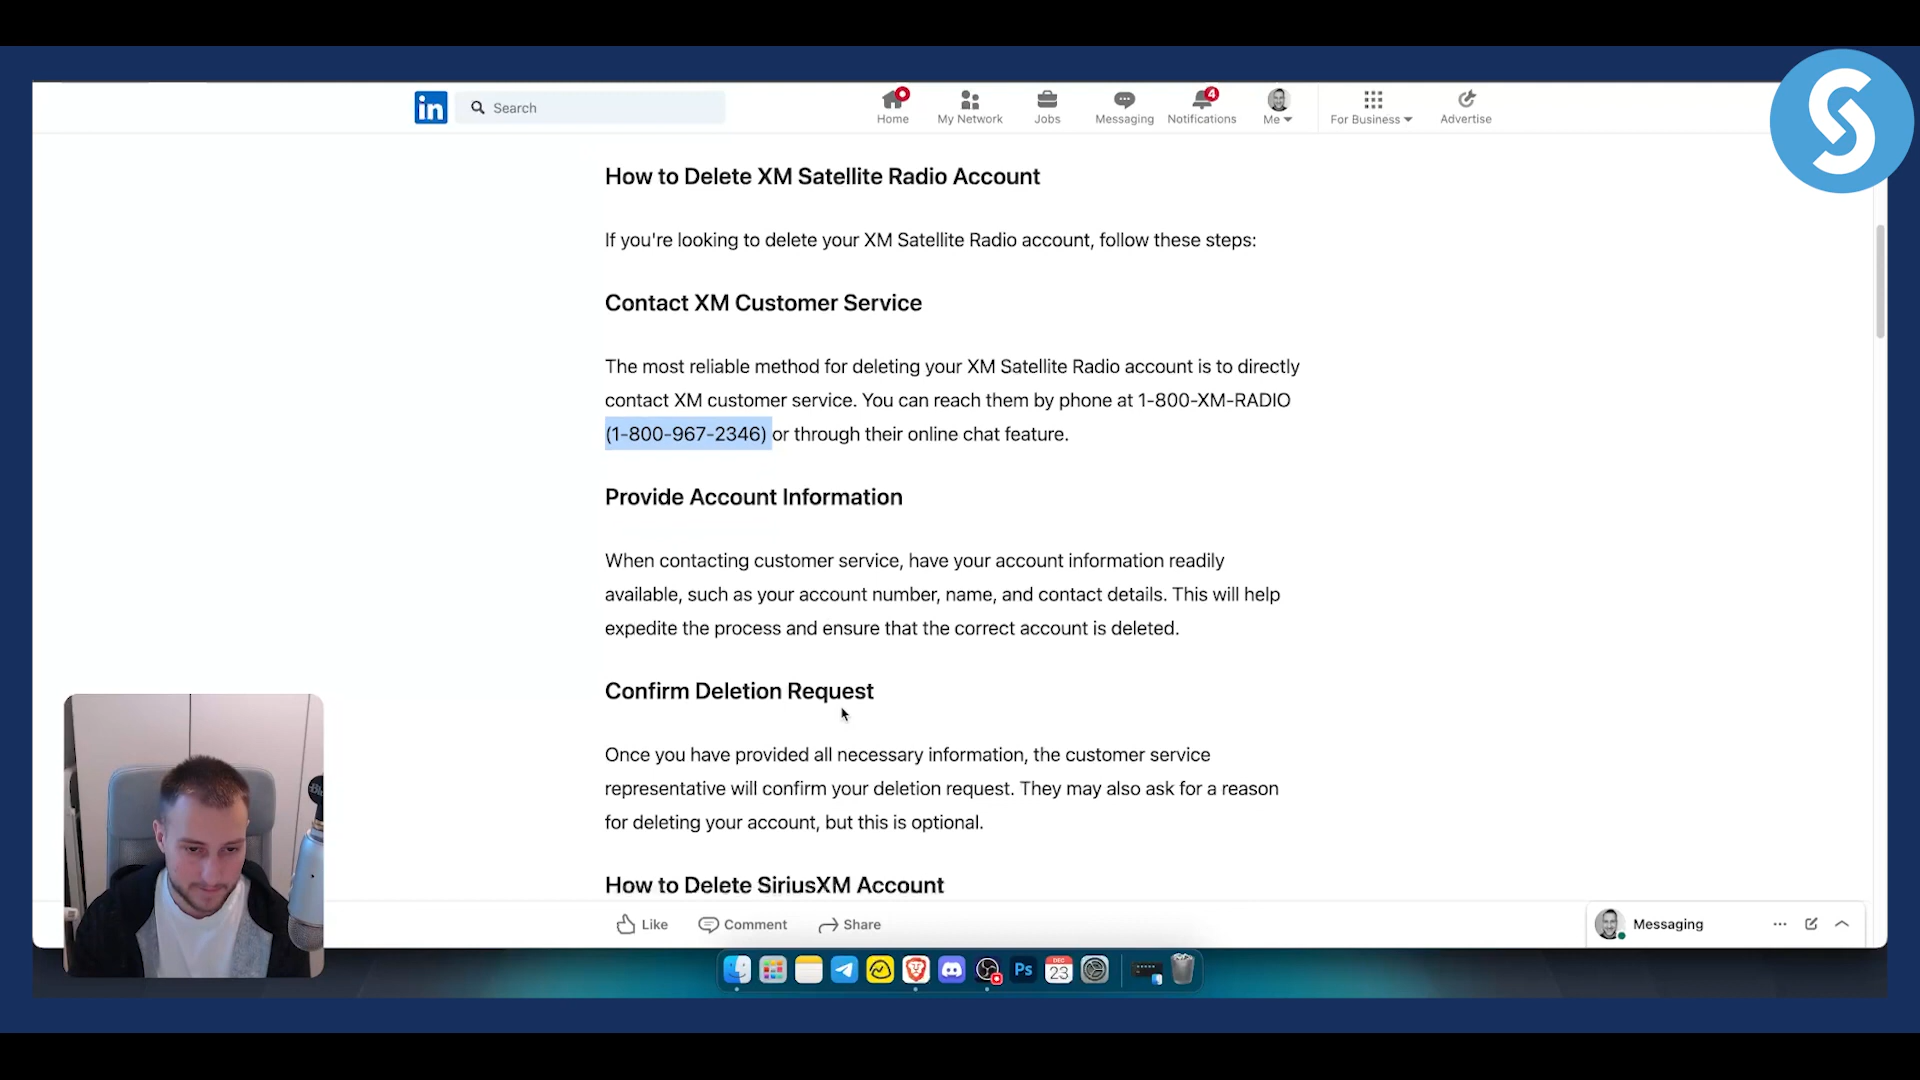 in
Search
Home
My Network
Jobs
Messaging
4
Notifications
Me
For Business
Advertise
How to Delete XM Satellite Radio Account
If you're looking to delete your XM Satellite Radio account, follow these steps:
Contact XM Customer Service
The most reliable method for deleting your XM Satellite Radio account is to directly
contact XM customer service. You can reach them by phone at 1-800-XM-RADIO
(1-800-967-2346) or through their online chat feature.
Provide Account Information
When contacting customer service, have your account information readily
available, such as your account number, name, and contact details. This will help
expedite the process and ensure that the correct account is deleted.
Confirm Deletion Request
Once you have provided all necessary information, the customer service
representative will confirm your deletion request. They may also ask for a reason
for deleting your account, but this is optional.
How to Delete SiriusXM Account
Like
Comment
Share
Messaging
Ps
DEC
23